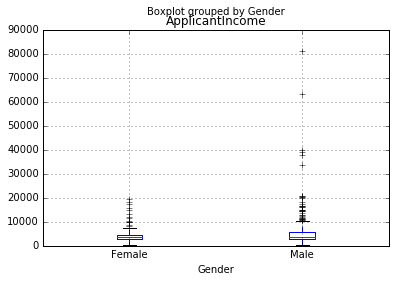 Boxplot grouped by Gender
ApplicantIncome
90000
80000
70000
60000
50000
40000
30000
20000
10000
0
Female Male
Gender